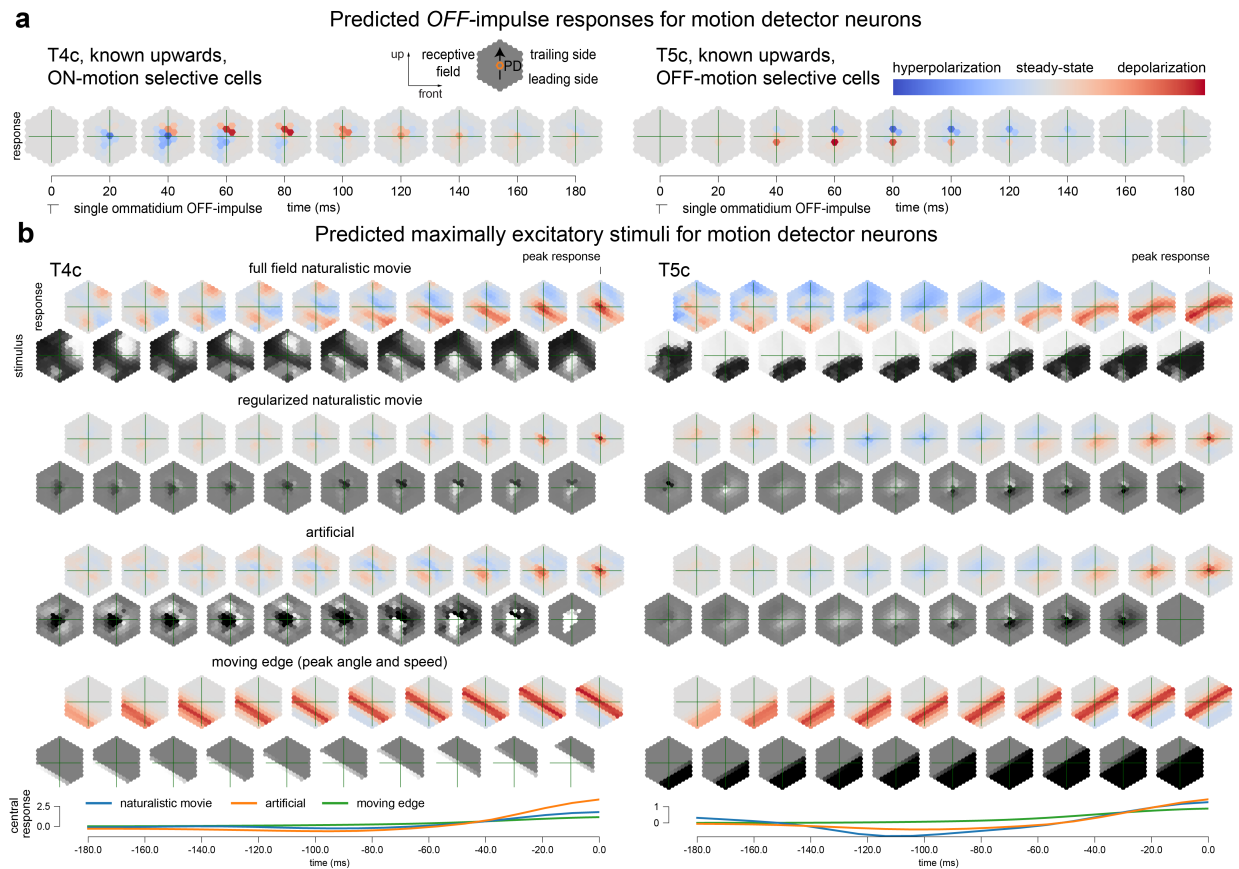 a
Predicted OFF-impulse responses for motion detector neurons
T4c, known upwards,
ON-motion selective cells
up
front
receptive
field
PD
trailing side
leading side
T5c, known upwards,
OFF-motion selective cells
hyperpolarization steady-state depolarization
response
0 20 40 60 80 100 120 140 160 180
single ommatidium OFF-impulse time (ms)
0 20 40 60 80 100 120 140 160 180
single ommatidium OFF-impulse time (ms)
b
Predicted maximally excitatory stimuli for motion detector neurons
T4c
full field naturalistic movie
peak response
T5c
peak response
response
stimulus
regularized naturalistic movie
artificial
moving edge (peak angle and speed)
central
response
2.5
0.0
naturalistic movie artificial moving edge
-180.0 -160.0 -140.0 -120.0 -100.0 -80.0 -60.0 -40.0 -20.0 0.0
time (ms)
1
0
-180.0 -160.0 -140.0 -120.0 -100.0 -80.0 -60.0 -40.0 -20.0 0.0
time (ms)